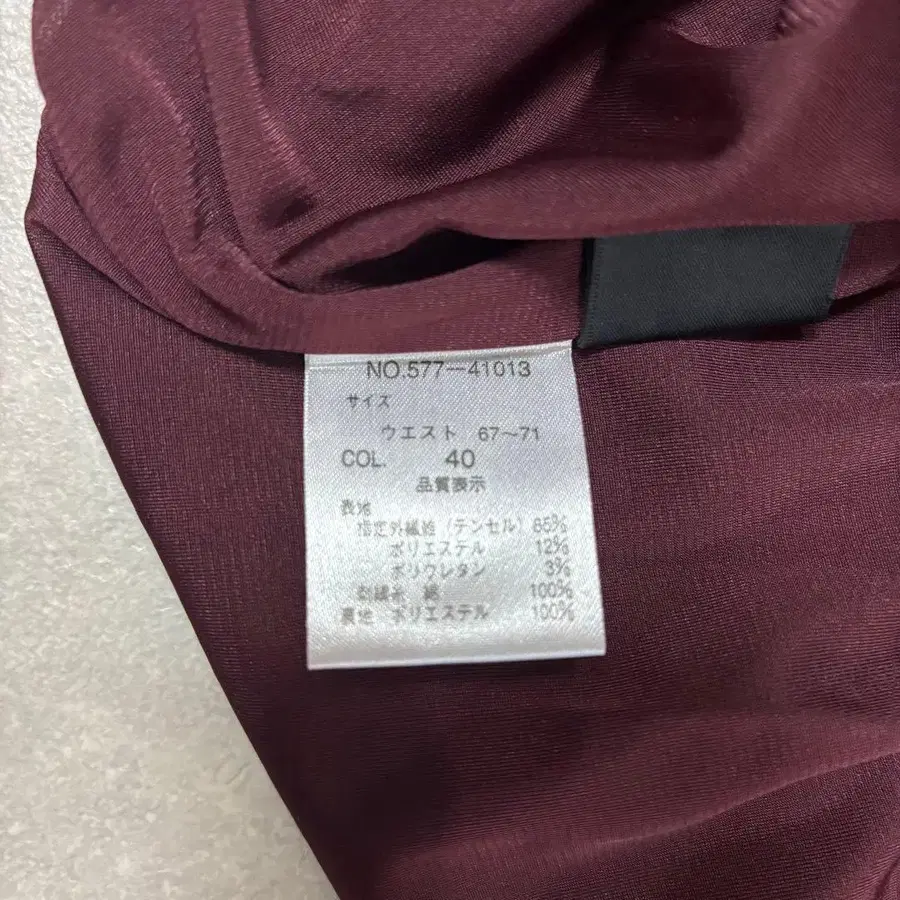 NO.577-41013
サイズ
ウエスト 67~71
COL. 40
品質表示
表地
指定外繊維(テンセル) 85%
ポリエステル 12%
ポリウレタン 3%
刺繍糸 綿 100%
裏地 ポリエステル 100%